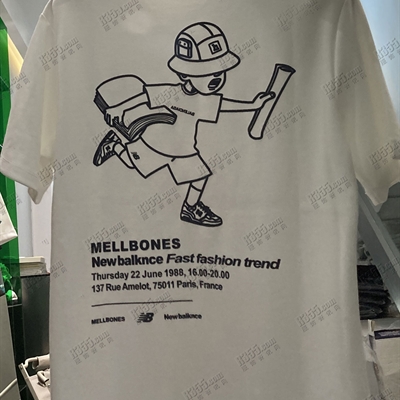 MELLBONES
Newbalknce Fast fashion trend
Thursday 22 June 1988, 16.00-20.00
137 Rue Amelot, 75011 Paris, France
MELLBONES NB Newbalknce